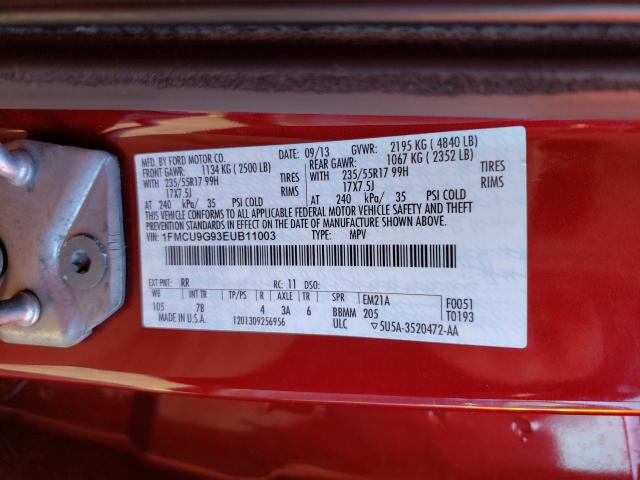 MFD. BY FORD MOTOR CO. DATE: 09/13 GVWR: 2195 KG ( 4840 LB)
FRONT GAWR: 1134 KG ( 2500 LB) REAR GAWR: 1067 KG ( 2352 LB)
WITH 235/55R17 99H TIRES WITH 235/55R17 99H TIRES
17X7.5J RIMS 17X7.5J RIMS
AT 240 kPa/ 35 PSI COLD AT 240 kPa/ 35 PSI COLD
THIS VEHICLE CONFORMS TO ALL APPLICABLE FEDERAL MOTOR VEHICLE SAFETY AND THEFT
PREVENTION STANDARDS IN EFFECT ON THE DATE OF MANUFACTURE SHOWN ABOVE.
VIN: 1FMCU9G93EUB11003 TYPE: MPV
EXT PNT: RR RC: 11 DSO:
WB INT TR TP/PS R AXLE TR SPR EM21A F0051
105 7B 4 3A 6 BBMM 205 T0193
MADE IN U.S.A. 1201309256956 ULC 5U5A-3520472-AA